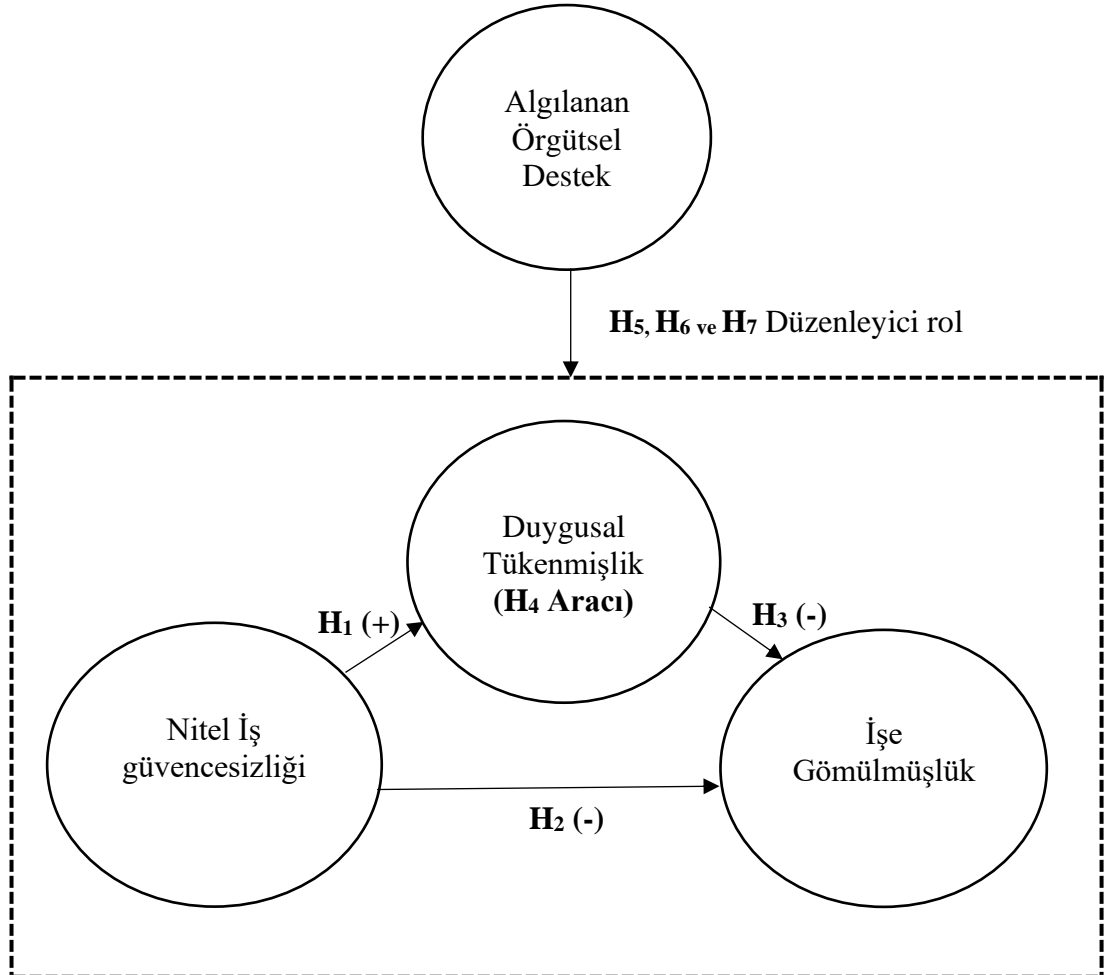 Algılanan
Örgütsel
Destek
H5, H6 ve H7 Düzenleyici rol
Duygusal
Tükenmişlik
(H4 Aracı)
H1 (+)
H3 (-)
Nitel İş
güvencesizliği
İşe
Gömülmüşlük
H2 (-)